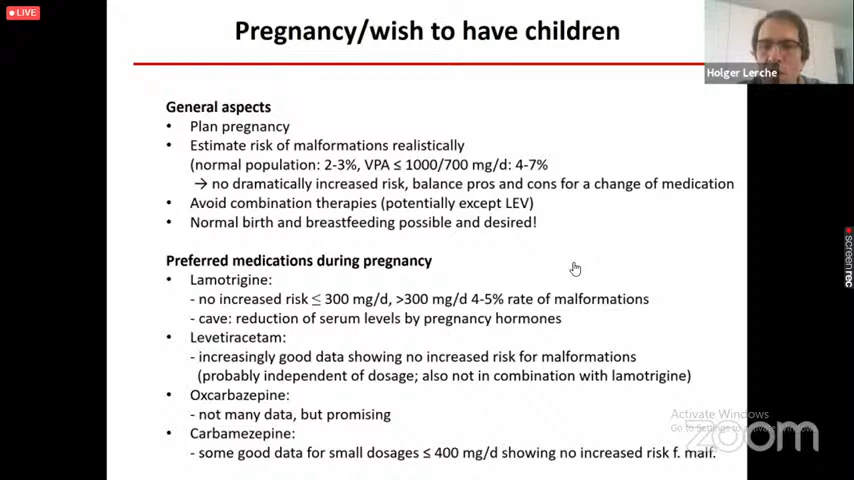 LIVE
Pregnancy/wish to have children
Holger Lerche
General aspects
• Plan pregnancy
• Estimate risk of malformations realistically
(normal population: 2-3%, VPA ≤ 1000/700 mg/d: 4-7%
→ no dramatically increased risk, balance pros and cons for a change of medication
• Avoid combination therapies (potentially except LEV)
• Normal birth and breastfeeding possible and desired!
Preferred medications during pregnancy
• Lamotrigine:
- no increased risk ≤ 300 mg/d, >300 mg/d 4-5% rate of malformations
- cave: reduction of serum levels by pregnancy hormones
• Levetiracetam:
- increasingly good data showing no increased risk for malformations
(probably independent of dosage; also not in combination with lamotrigine)
• Oxcarbazepine:
- not many data, but promising
• Carbamezepine:
- some good data for small dosages ≤ 400 mg/d showing no increased risk f. malf.
Activate Windows
Go to Settings to activate Windows.
zoom
screenrec